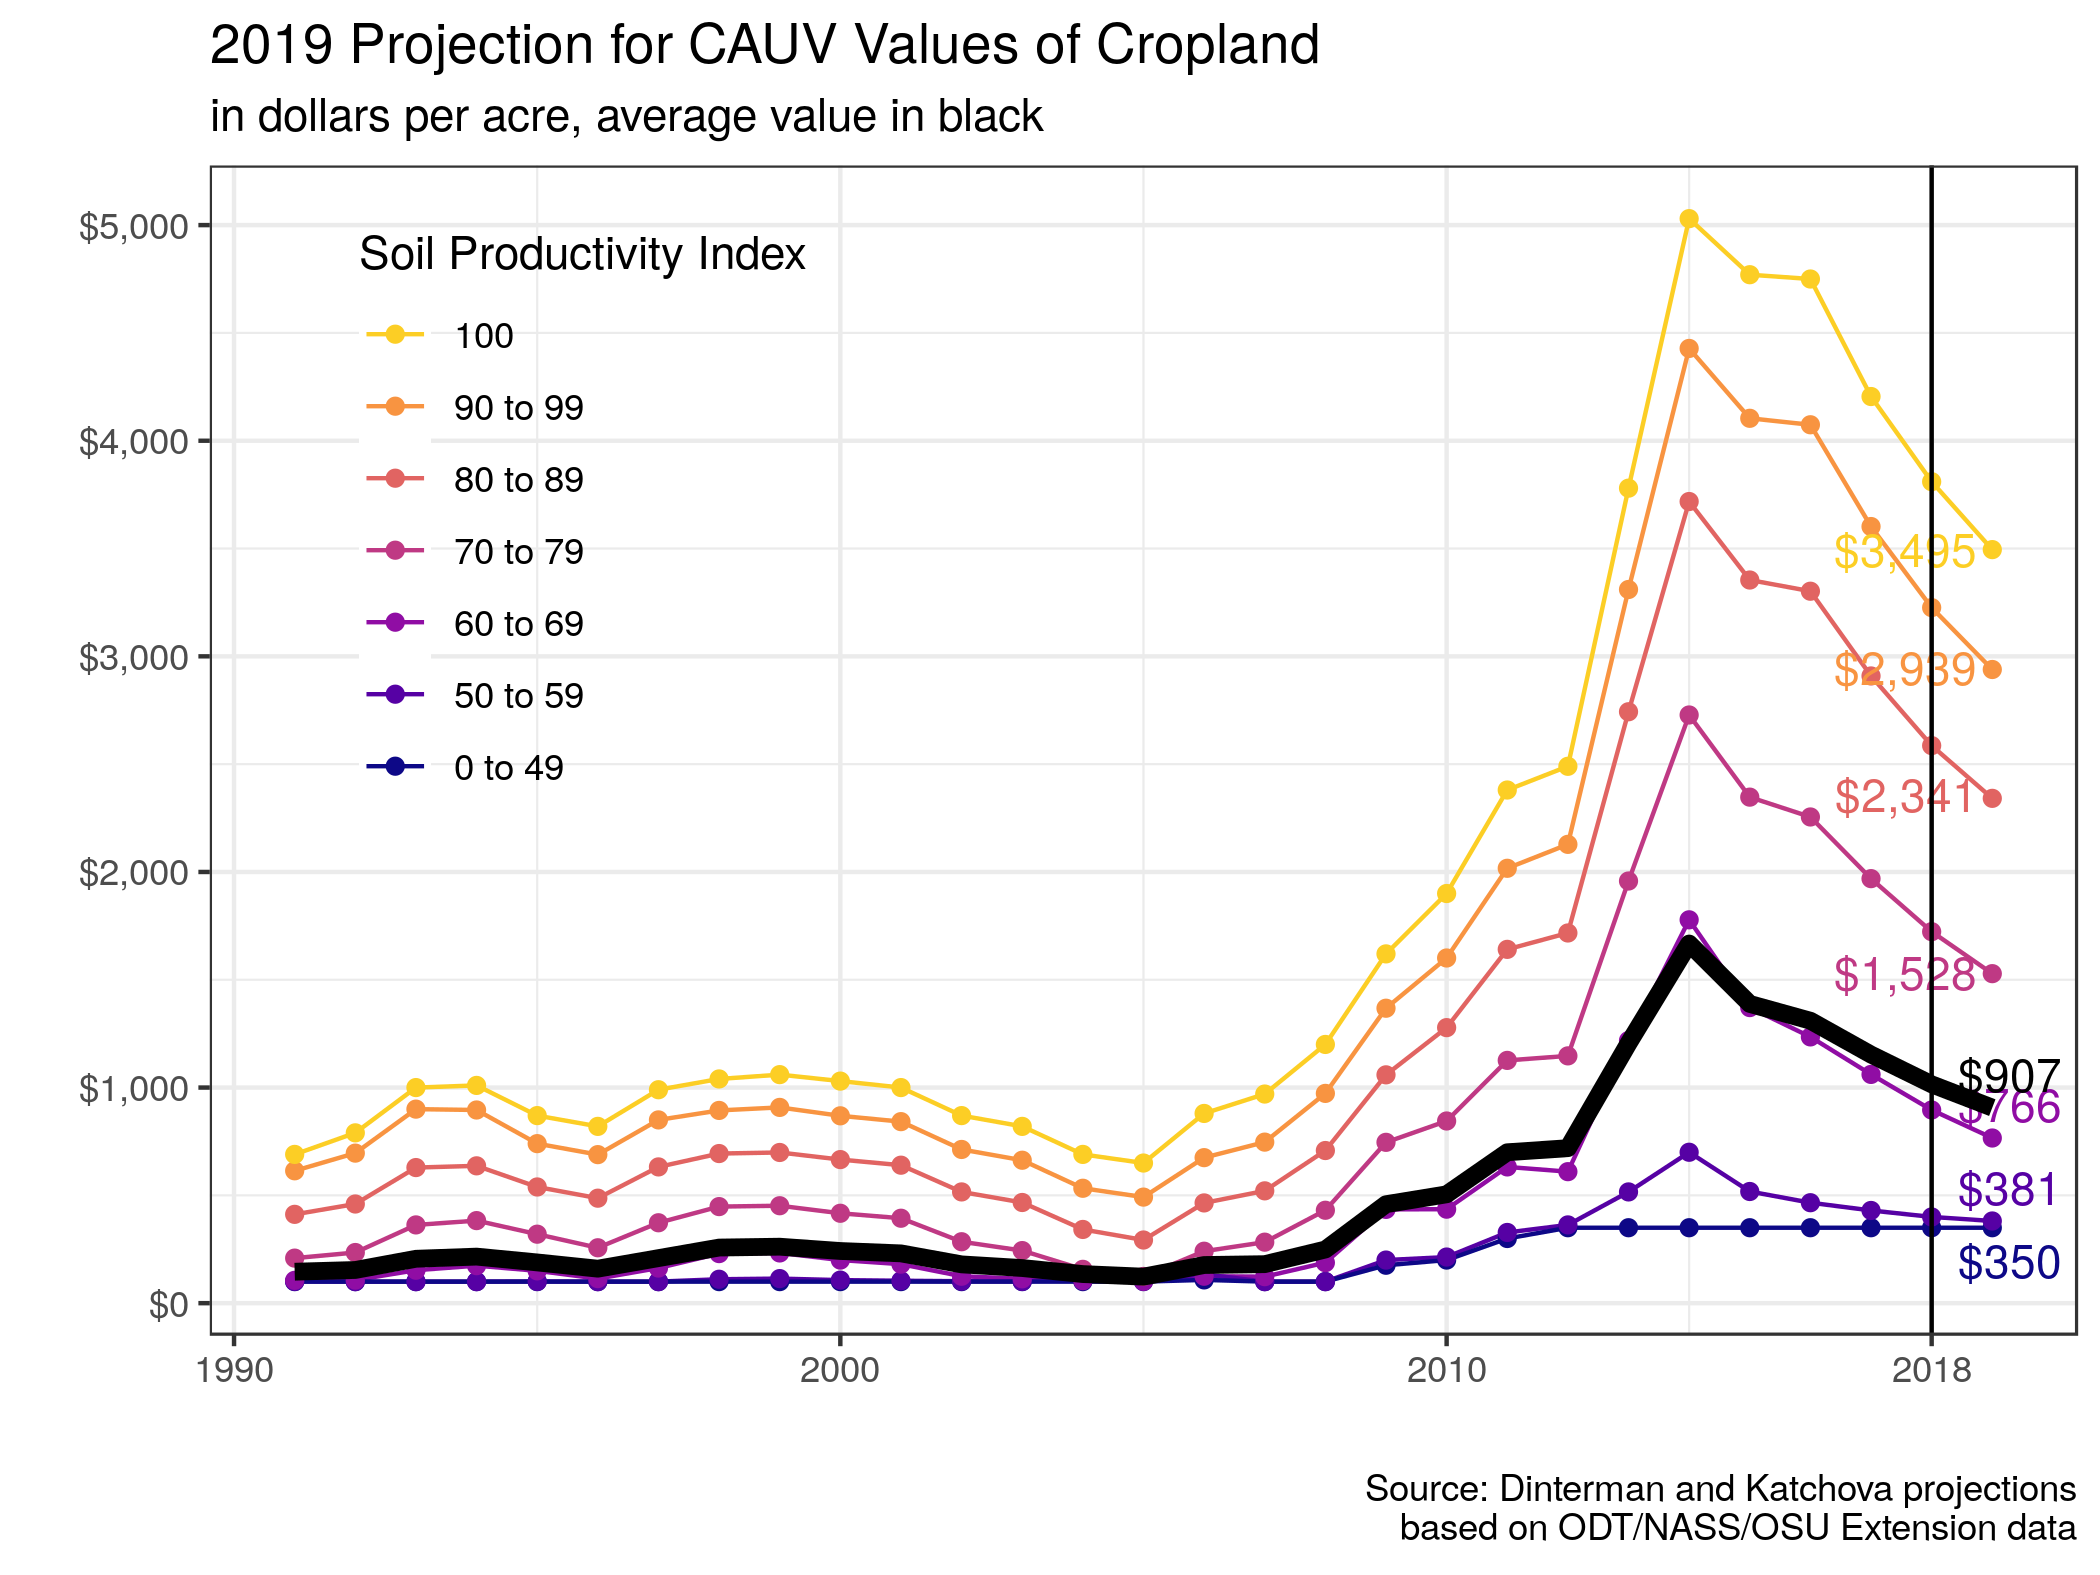 2019 Projection for CAUV Values of Cropland
in dollars per acre, average value in black
$5,000
$4,000
$3,000
$2,000
$1,000
$0
Soil Productivity Index
100
90 to 99
80 to 89
70 to 79
60 to 69
50 to 59
0 to 49
$3,495
$2,939
$2,341
$1,528
$907
$766
$381
$350
1990
2000
2010
2018
Source: Dinterman and Katchova projections
based on ODT/NASS/OSU Extension data